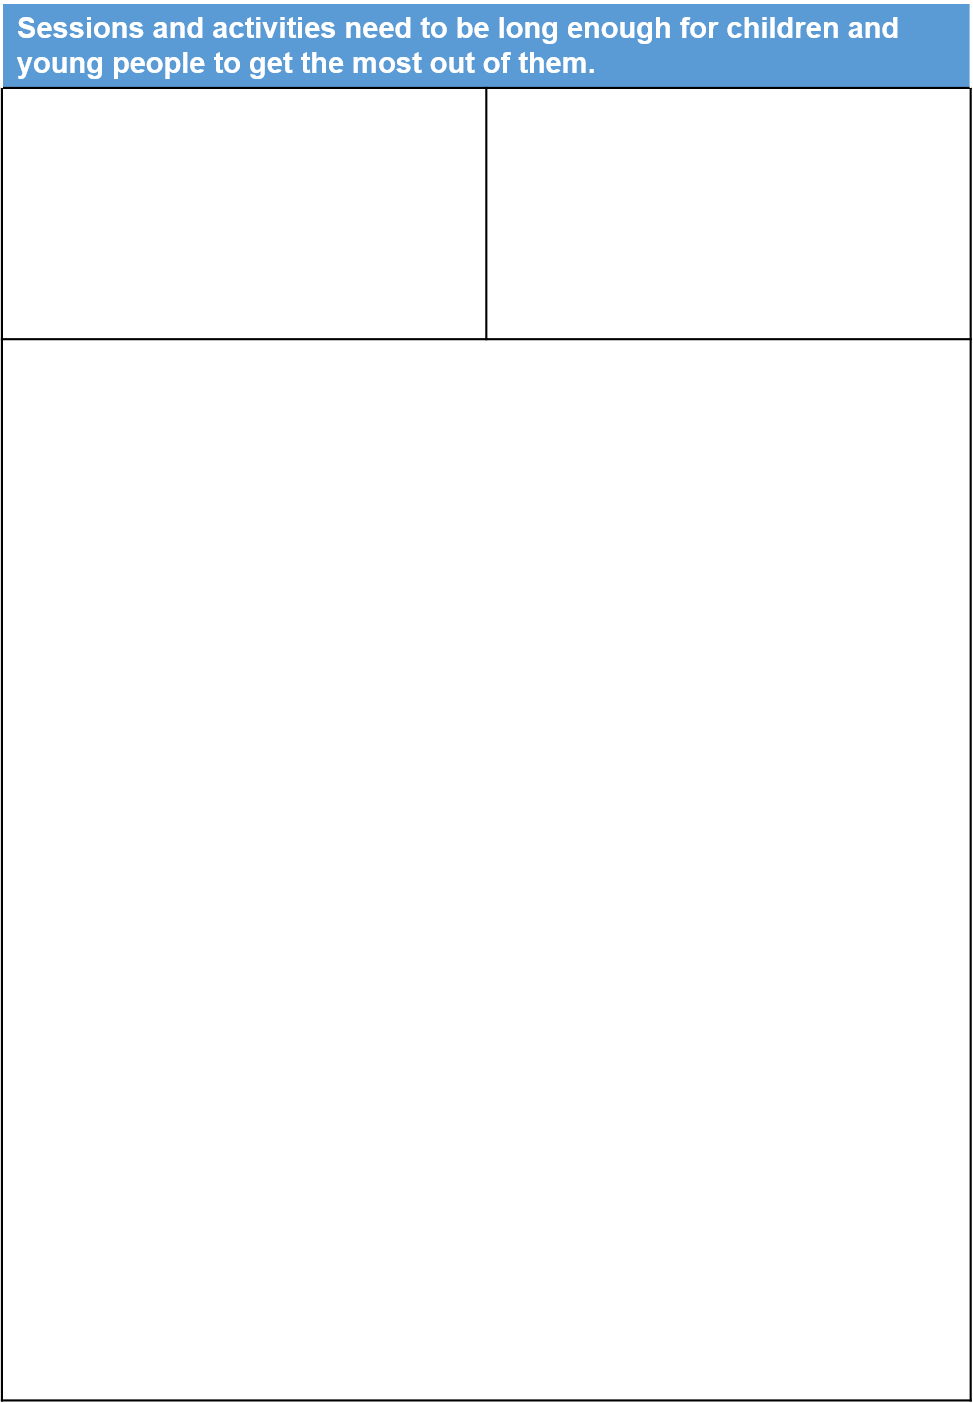 Sessions and activities need to be long enough for children and
young people to get the most out of them.